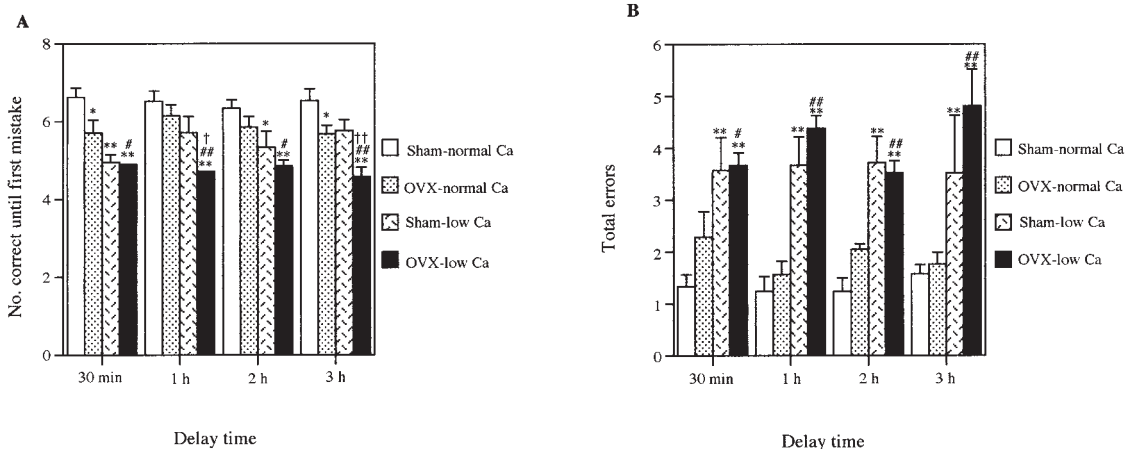 A
8
6
4
2
0
No. correct until first mistake
*
**
#
**
†
##
**
*
#
**
*
††
##
**
30 min
1 h
2 h
3 h
Delay time
Sham-normal Ca
OVX-normal Ca
Sham-low Ca
OVX-low Ca
B
6
5
4
3
2
1
0
Total errors
**
#
**
**
##
**
**
##
**
**
##
**
30 min
1 h
2 h
3 h
Delay time
Sham-normal Ca
OVX-normal Ca
Sham-low Ca
OVX-low Ca